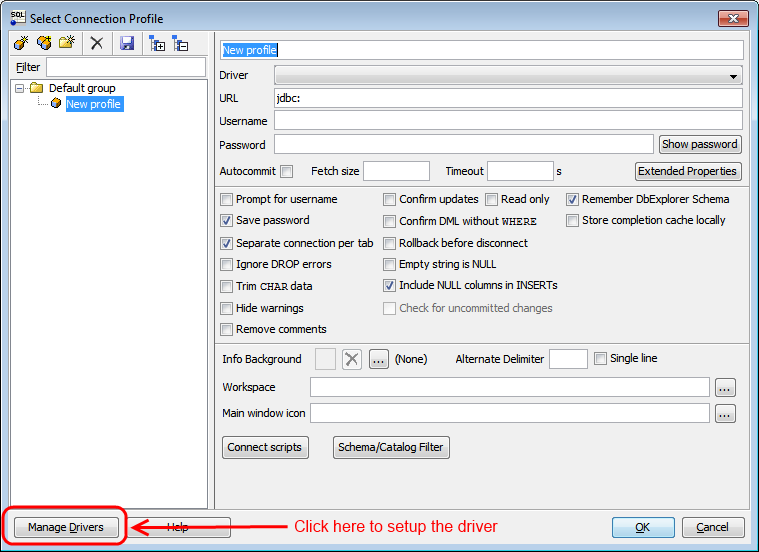 SQL Select Connection Profile
New profile
Filter
Default group
New profile
Driver
URL jdbc:
Username
Password Show password
Autocommit Fetch size Timeout s Extended Properties
Prompt for username Confirm updates Read only Remember DbExplorer Schema
Save password Confirm DML without WHERE Store completion cache locally
Separate connection per tab Rollback before disconnect
Ignore DROP errors Empty string is NULL
Trim CHAR data Include NULL columns in INSERTs
Hide warnings Check for uncommitted changes
Remove comments
Info Background ... (None) Alternate Delimiter Single line
Workspace ...
Main window icon ...
Connect scripts Schema/Catalog Filter
Manage Drivers Help Click here to setup the driver OK Cancel